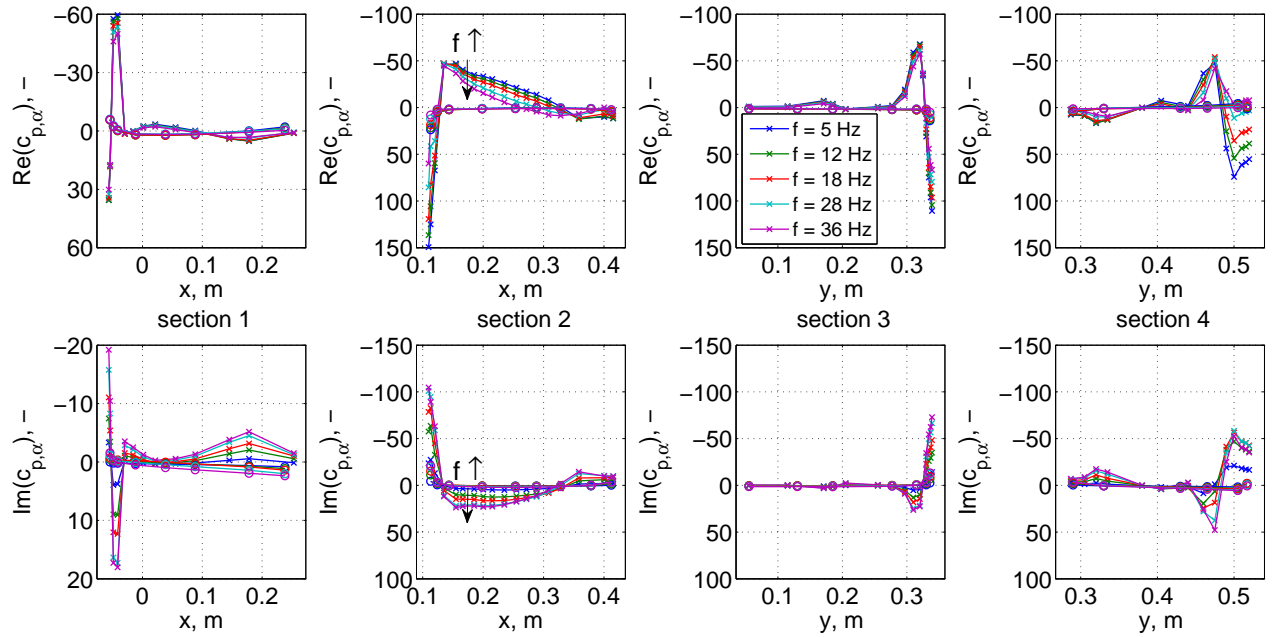 −60 −30 0 30 60
Re(c_{p,α}), −
0 0.1 0.2
x, m
−100 −50 0 50 100 150
Re(c_{p,α}), −
f ↑
0.1 0.2 0.3 0.4
x, m
−100 −50 0 50 100 150
Re(c_{p,α}), −
f = 5 Hz
f = 12 Hz
f = 18 Hz
f = 28 Hz
f = 36 Hz
0.1 0.2 0.3
y, m
−100 −50 0 50 100 150
Re(c_{p,α}), −
0.3 0.4 0.5
y, m
section 1
section 2
section 3
section 4
−20 −10 0 10 20
Im(c_{p,α}), −
0 0.1 0.2
x, m
−150 −100 −50 0 50 100
Im(c_{p,α}), −
f ↑
0.1 0.2 0.3 0.4
x, m
−150 −100 −50 0 50 100
Im(c_{p,α}), −
0.1 0.2 0.3
y, m
−150 −100 −50 0 50 100
Im(c_{p,α}), −
0.3 0.4 0.5
y, m